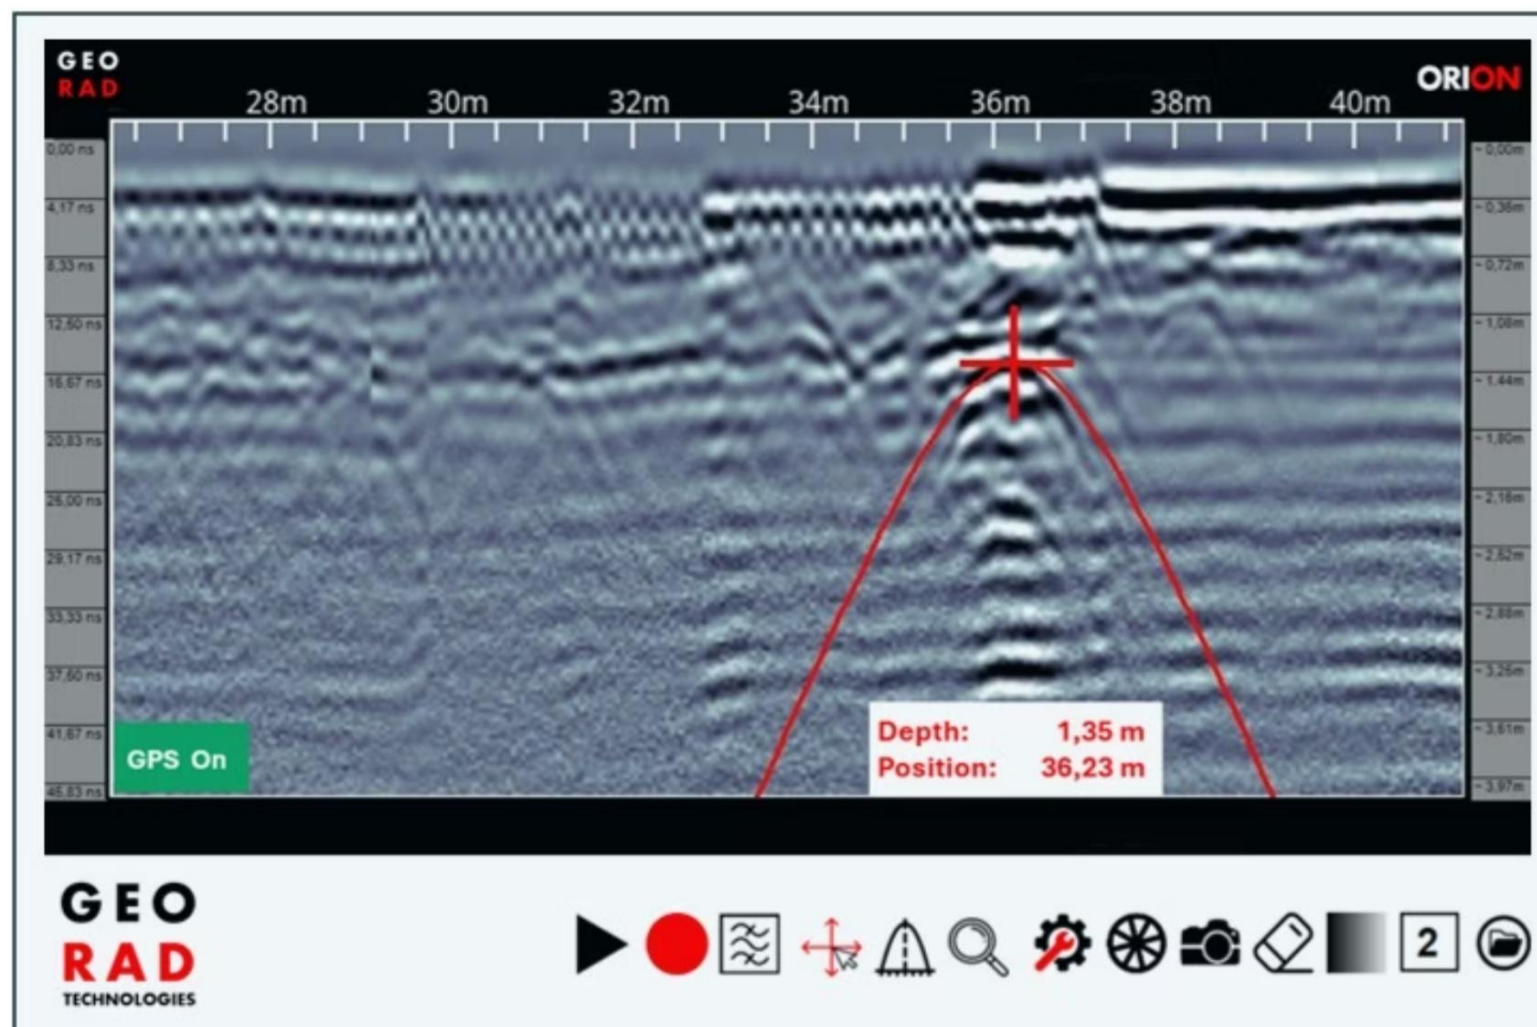 GEO
RAD
ORION
28m 30m 32m 34m 36m 38m 40m
0,00 ns
4,17 ns
8,33 ns
12,50 ns
16,67 ns
20,83 ns
25,00 ns
29,17 ns
33,33 ns
37,50 ns
41,67 ns
45,83 ns
0,00m
0,36m
0,72m
1,08m
1,44m
1,80m
2,16m
2,52m
2,88m
3,25m
3,61m
3,97m
GPS On
Depth: 1,35 m
Position: 36,23 m
GEO
RAD
TECHNOLOGIES
2